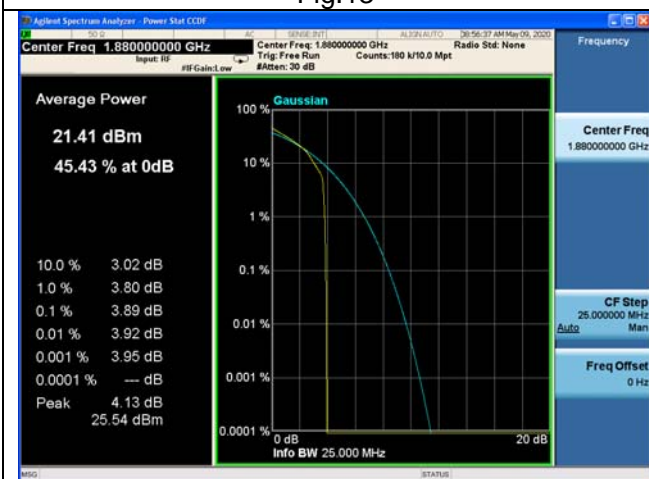 Agilent Spectrum Analyzer - Power Stat CCDF
50 Ω AC SENSE:INT ALIGN AUTO 08:56:37 AM May 09, 2020
Center Freq 1.880000000 GHz
Input: RF
#IFGain:Low
Center Freq: 1.880000000 GHz
Radio Std: None
Trig: Free Run Counts:180 k/10.0 Mpt
#Atten: 30 dB
Average Power
21.41 dBm
45.43 % at 0dB
10.0 % 3.02 dB
1.0 % 3.80 dB
0.1 % 3.89 dB
0.01 % 3.92 dB
0.001 % 3.95 dB
0.0001 % --- dB
Peak 4.13 dB
25.54 dBm
Gaussian
100 %
10 %
1 %
0.1 %
0.01 %
0.001 %
0.0001 %
0 dB 20 dB
Info BW 25.000 MHz
Frequency
Center Freq
1.880000000 GHz
CF Step
25.000000 MHz
Auto Man
Freq Offset
0 Hz
MSG STATUS